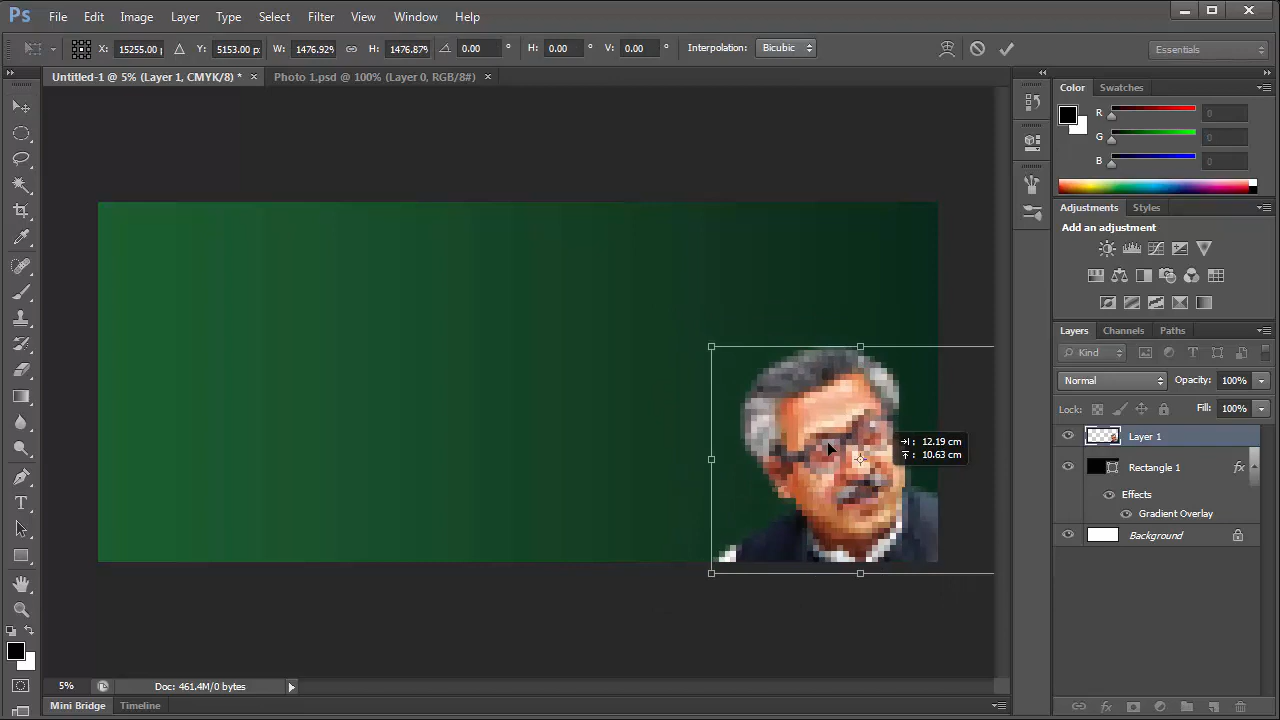 Ps File Edit Image Layer Type Select Filter View Window Help
X: 15255.00 p Y: 5153.00 px W: 1476.92% H: 1476.87% 0.00 ° H: 0.00 ° V: 0.00 ° Interpolation: Bicubic Essentials
Untitled-1 @ 5% (Layer 1, CMYK/8) * × Photo 1.psd @ 100% (Layer 0, RGB/8#) ×
Color Swatches
R 0
G 0
B 0
Adjustments Styles
Add an adjustment
Layers Channels Paths
Kind
Normal Opacity: 100%
Lock: Fill: 100%
Layer 1
Rectangle 1 fx
Effects
Gradient Overlay
Background
12.19 cm
10.63 cm
5% Doc: 461.4M/0 bytes
Mini Bridge Timeline